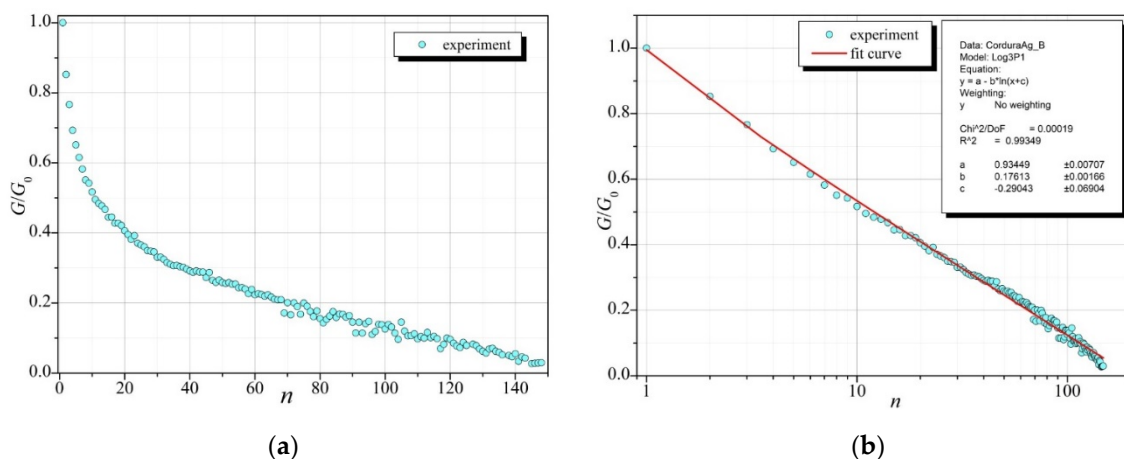 1.0
0.8
0.6
0.4
0.2
0.0
G/G₀
0 20 40 60 80 100 120 140
n
experiment
(a)
1.0
0.8
0.6
0.4
0.2
0.0
G/G₀
1 10 100
n
experiment
fit curve
Data: CorduraAg_B
Model: Log3P1
Equation:
y = a - b*ln(x+c)
Weighting:
y No weighting
Chi^2/DoF = 0.00019
R^2 = 0.99349
a 0.93449 ±0.00707
b 0.17613 ±0.00166
c -0.29043 ±0.06904
(b)